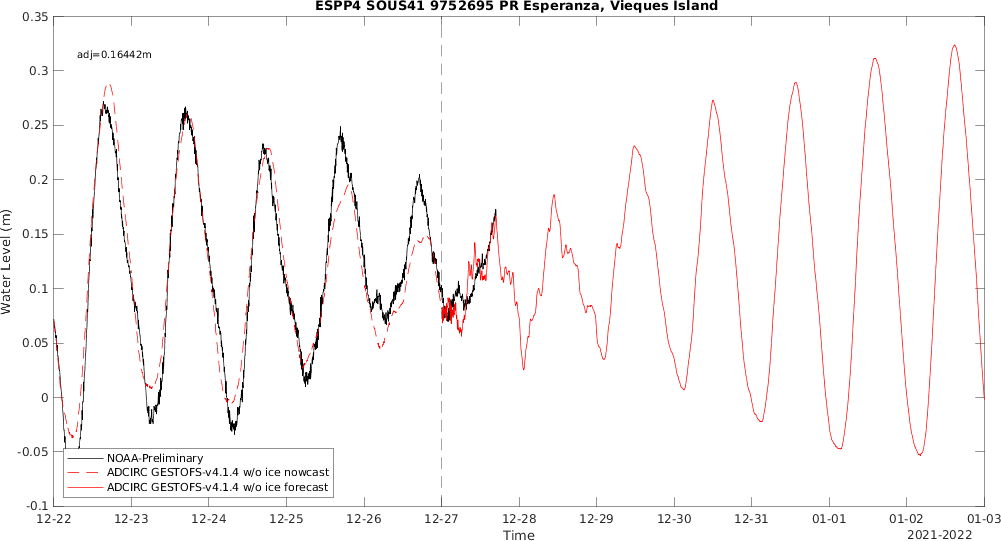 ESPP4 SOUS41 9752695 PR Esperanza, Vieques Island
0.35
0.3
0.25
0.2
0.15
0.1
0.05
0
-0.05
-0.1
Water Level (m)
adj=0.16442m
NOAA-Preliminary
ADCIRC GESTOFS-v4.1.4 w/o ice nowcast
ADCIRC GESTOFS-v4.1.4 w/o ice forecast
12-22 12-23 12-24 12-25 12-26 12-27 12-28 12-29 12-30 12-31 01-01 01-02 01-03
Time
2021-2022